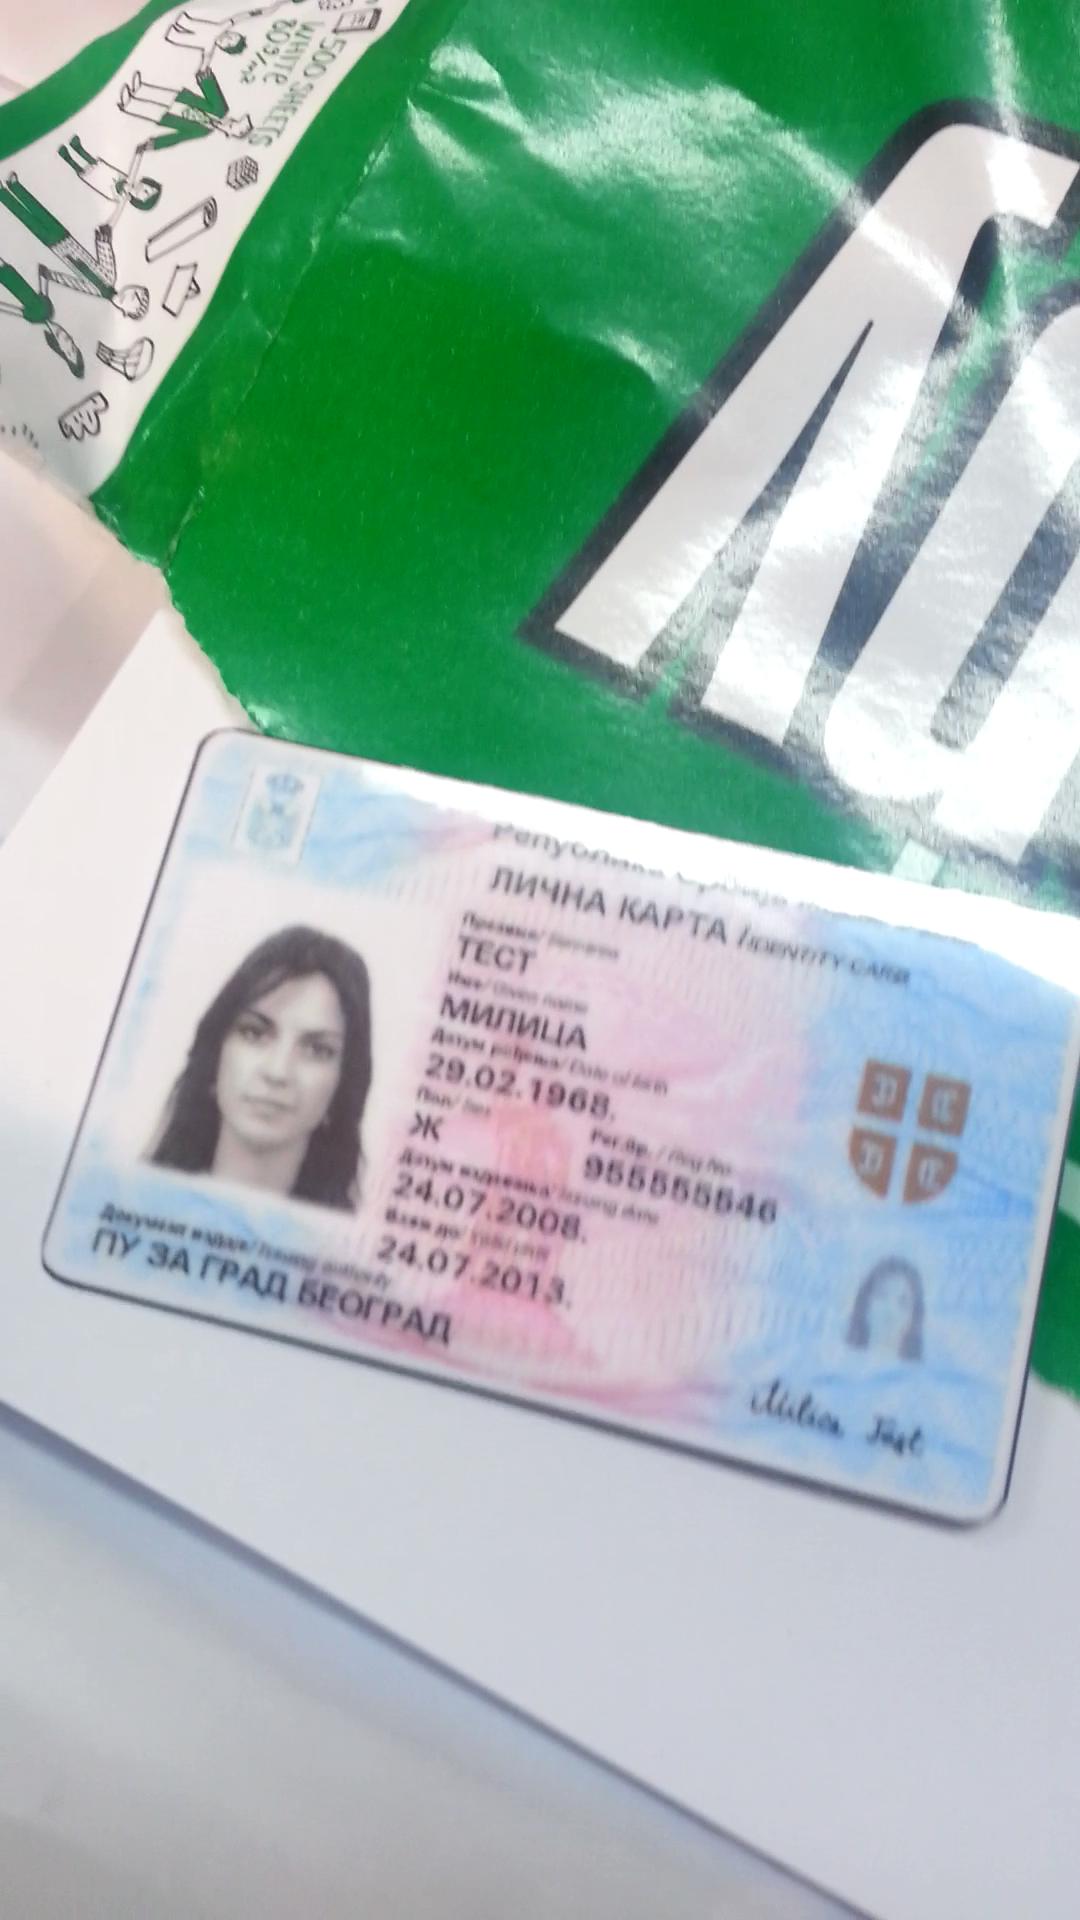 500 SHEETS
WHITE
80g/m2
Република
ЛИЧНА КАРТА / IDENTITY CARD
Презиме/ Surname
ТЕСТ
Име/ Given name
МИЛИЦА
Датум рођења/ Date of birth
29.02.1968.
Пол/ Sex
Ж
Рег.бр. / Reg.No.
955555546
Датум издавања/ Issuing date
24.07.2008.
Важи до/ Valid until
24.07.2013.
Документ издаје/ Issuing authority
ПУ ЗА ГРАД БЕОГРАД
Milica Test